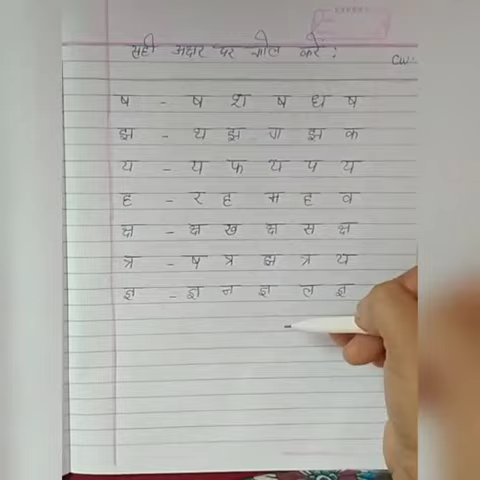 सही अक्षर पर गोल करें :
CW:
ष - ष श ष ध ष
झ - थ झ ग झ क
य - य फ य प य
ह - र ह म ह व
क्ष - क्ष ख क्ष स क्ष
त्र - ष त्र झ त्र य
ज्ञ - ज्ञ न ज्ञ ल ज्ञ